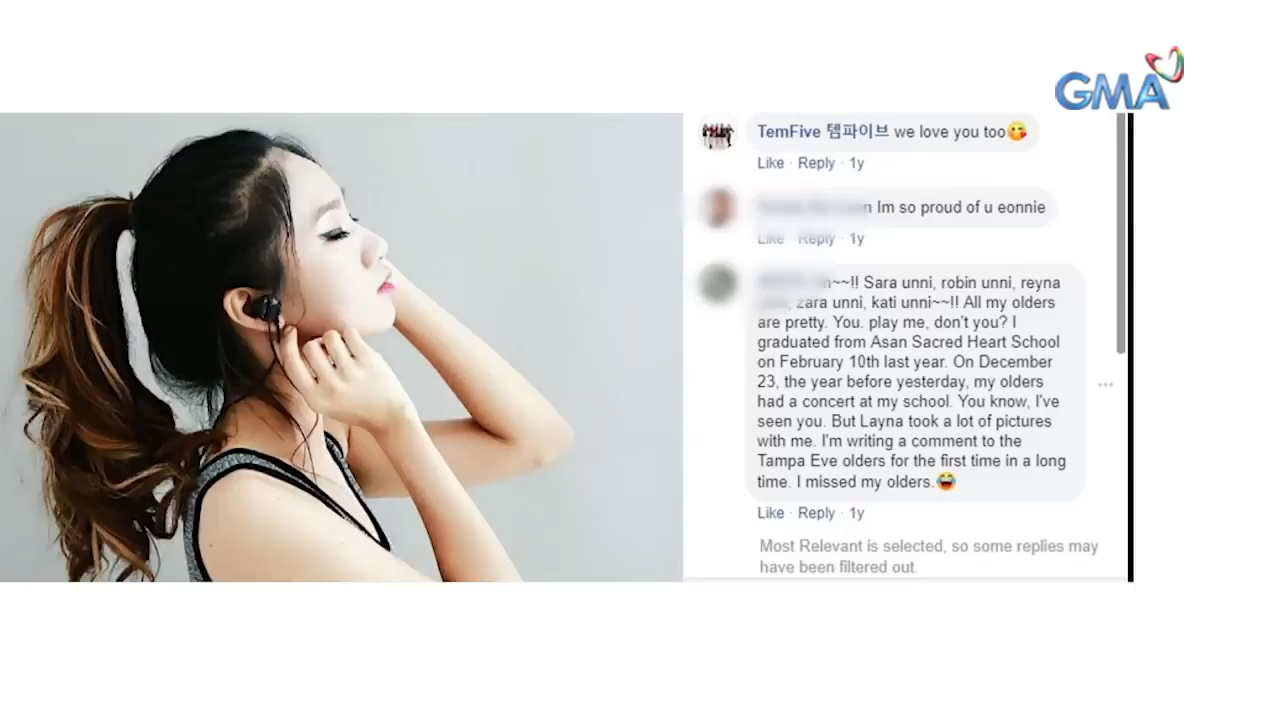 GMA
TemFive 템파이브 we love you too
Like · Reply · 1y
Im so proud of u eonnie
Like · Reply · 1y
~~!! Sara unni, robin unni, reyna
, zara unni, kati unni~~!! All my olders
are pretty. You. play me, don't you? I
graduated from Asan Sacred Heart School
on February 10th last year. On December
23, the year before yesterday, my olders
had a concert at my school. You know, I've
seen you. But Layna took a lot of pictures
with me. I'm writing a comment to the
Tampa Eve olders for the first time in a long
time. I missed my olders.
Like · Reply · 1y
Most Relevant is selected, so some replies may
have been filtered out.